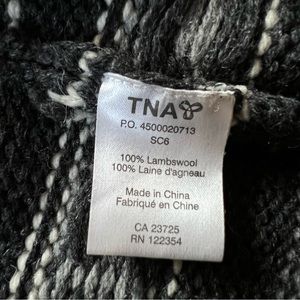 TNA
P.O. 4500020713
SC6
100% Lambswool
100% Laine d'agneau
Made in China
Fabriqué en Chine
CA 23725
RN 122354